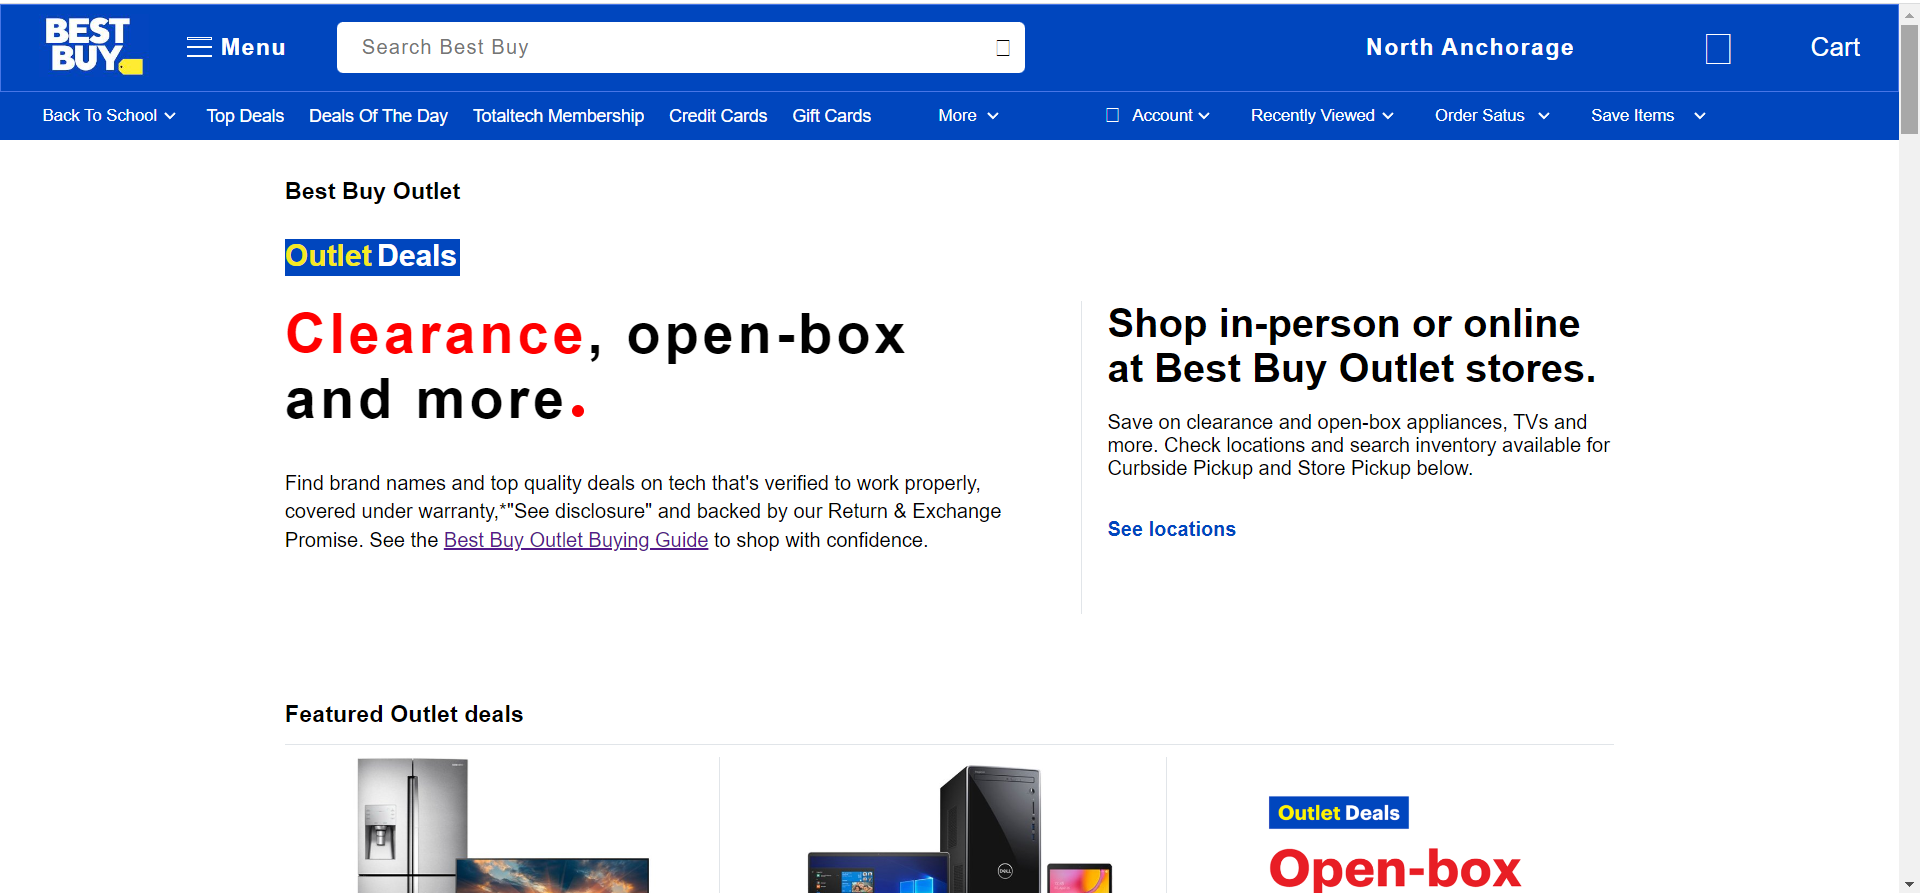 BEST
BUY
Menu
Search Best Buy
North Anchorage
Cart
Back To School
Top Deals
Deals Of The Day
Totaltech Membership
Credit Cards
Gift Cards
More
Account
Recently Viewed
Order Satus
Save Items
Best Buy Outlet
Outlet Deals
Clearance, open-box
and more.
Find brand names and top quality deals on tech that's verified to work properly,
covered under warranty,*"See disclosure" and backed by our Return & Exchange
Promise. See the Best Buy Outlet Buying Guide to shop with confidence.
Shop in-person or online
at Best Buy Outlet stores.
Save on clearance and open-box appliances, TVs and
more. Check locations and search inventory available for
Curbside Pickup and Store Pickup below.
See locations
Featured Outlet deals
DELL
Outlet Deals
Open-box